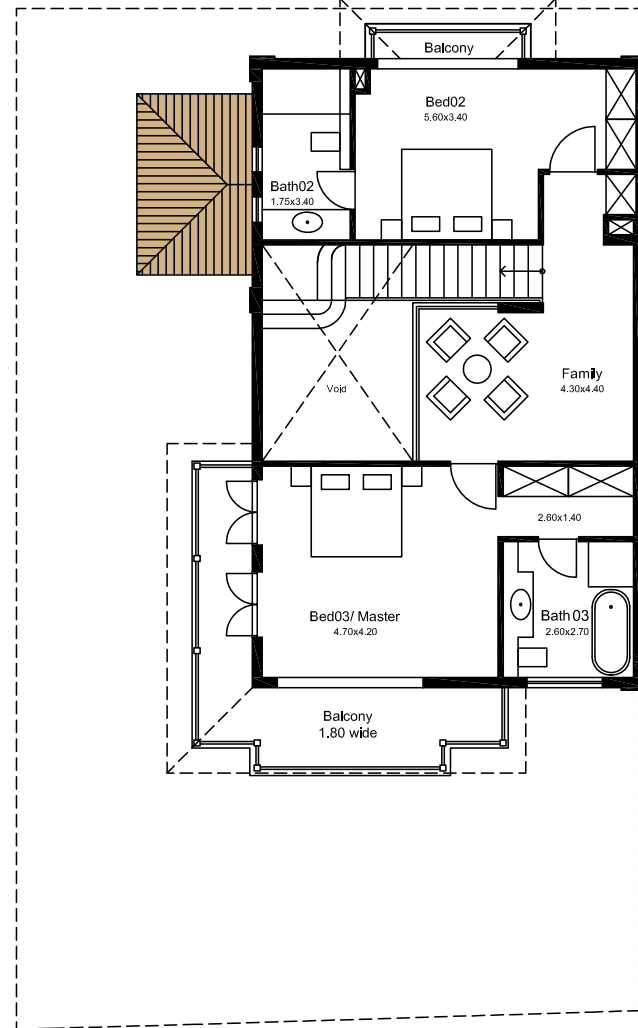 Balcony
Bed02
5.60x3.40
Bath02
1.75x3.40
Family
4.30x4.40
Void
2.60x1.40
Bed03/ Master
4.70x4.20
Bath 03
2.60x2.70
Balcony
1.80 wide